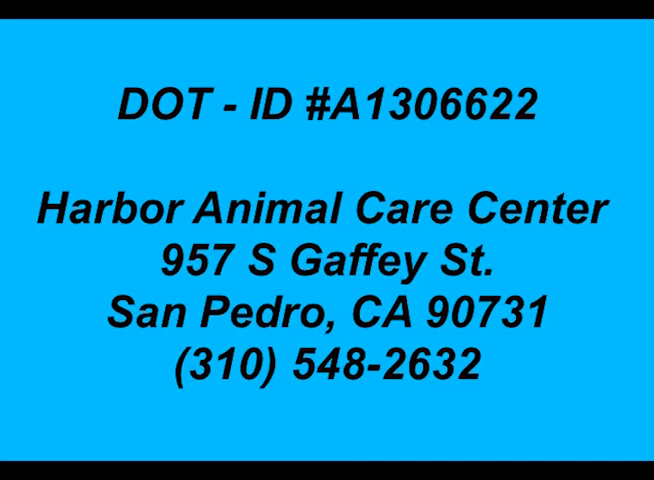 DOT - ID #A1306622
Harbor Animal Care Center
957 S Gaffey St.
San Pedro, CA 90731
(310) 548-2632